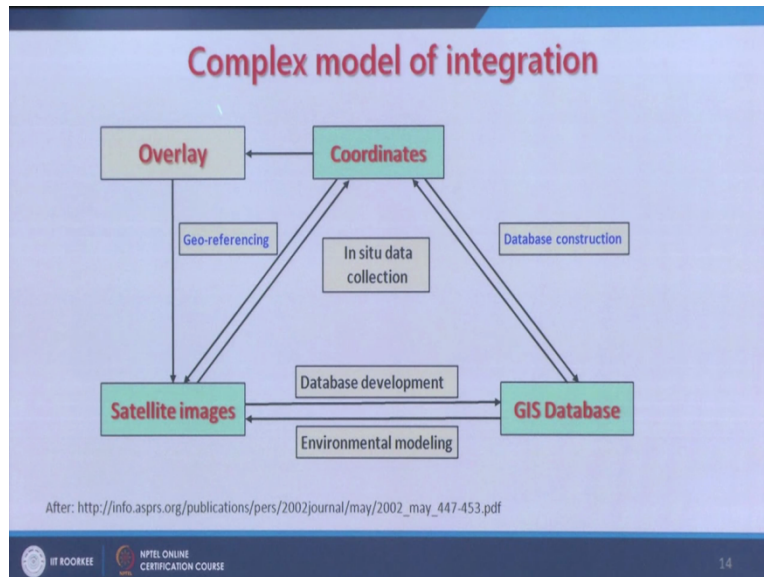 Complex model of integration
Overlay
Coordinates
Geo-referencing
In situ data
collection
Database construction
Database development
Satellite images
GIS Database
Environmental modeling
After: http://info.asprs.org/publications/pers/2002journal/may/2002_may_447-453.pdf
IIT ROORKEE
NPTEL ONLINE
CERTIFICATION COURSE
14